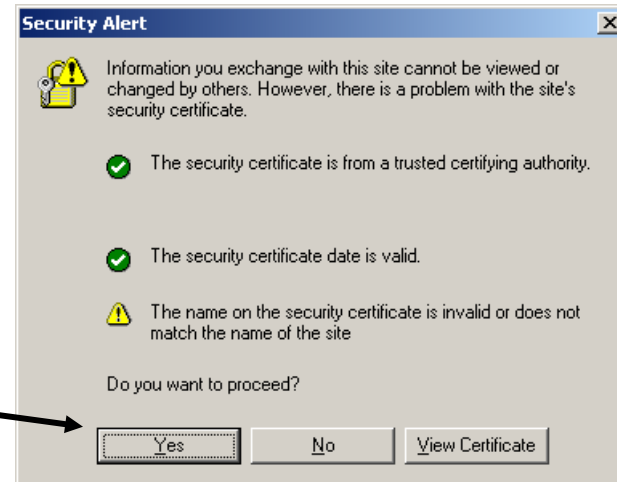 Security Alert
Information you exchange with this site cannot be viewed or
changed by others. However, there is a problem with the site's
security certificate.
The security certificate is from a trusted certifying authority.
The security certificate date is valid.
The name on the security certificate is invalid or does not
match the name of the site
Do you want to proceed?
Yes No View Certificate